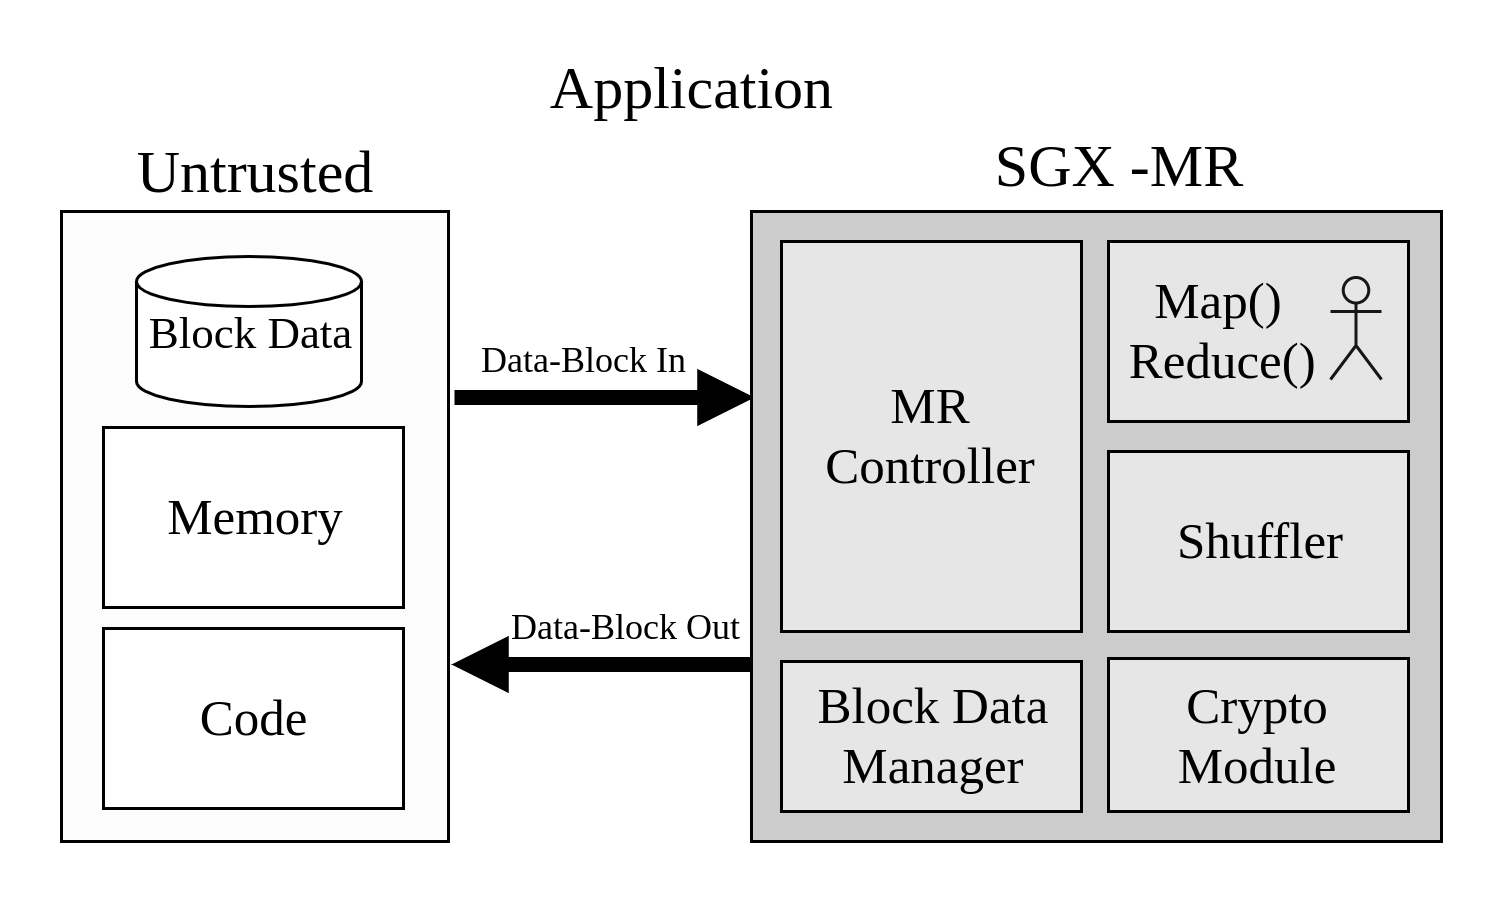 Application
Untrusted
SGX -MR
Block Data
Memory
Code
Data-Block In
Data-Block Out
MR
Controller
Map()
Reduce()
Shuffler
Block Data
Manager
Crypto
Module